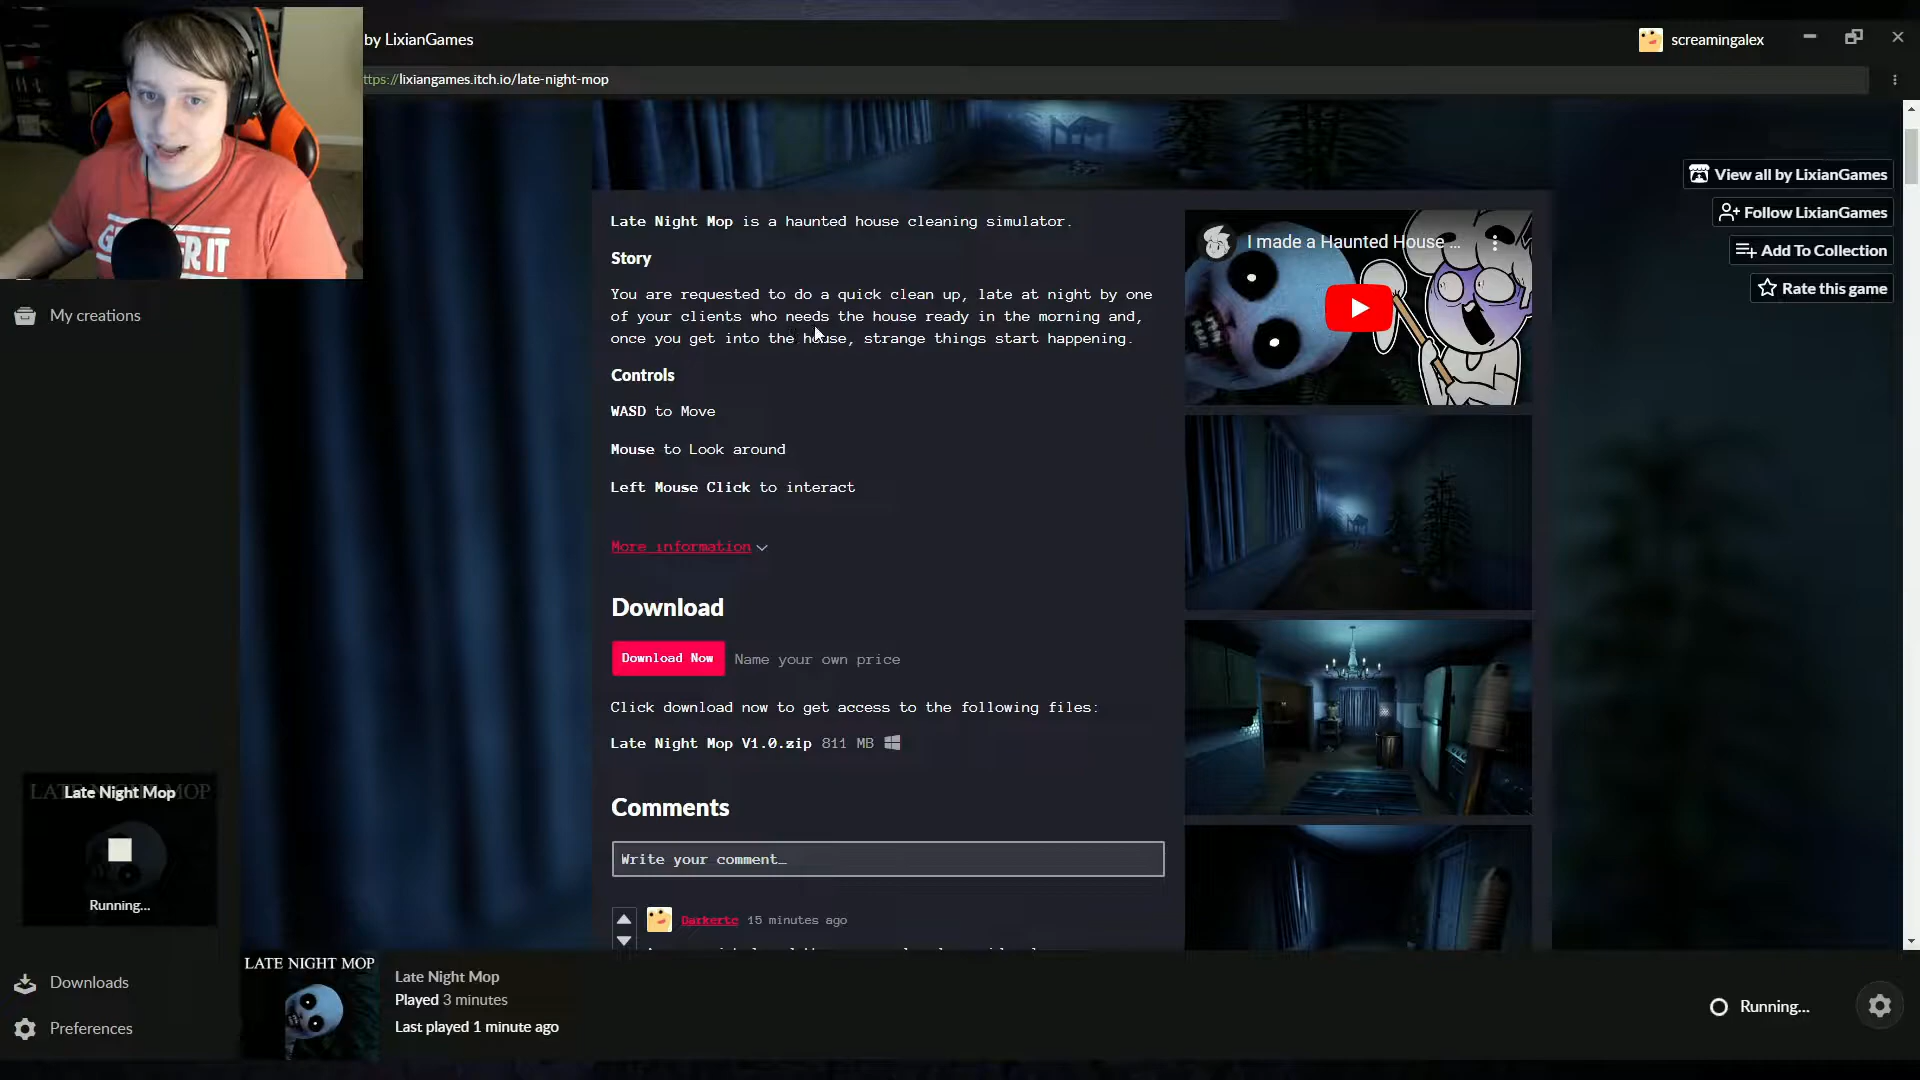 by LixianGames
screamingalex
ttps://lixiangames.itch.io/late-night-mop
View all by LixianGames
Follow LixianGames
Add To Collection
Rate this game
Late Night Mop is a haunted house cleaning simulator.
Story
You are requested to do a quick clean up, late at night by one
of your clients who needs the house ready in the morning and,
once you get into the house, strange things start happening.
Controls
WASD to Move
Mouse to Look around
Left Mouse Click to interact
More information
Download
Download Now Name your own price
Click download now to get access to the following files:
Late Night Mop V1.0.zip 811 MB
Comments
Write your comment…
Darkertc 15 minutes ago
I made a Haunted House ...
My creations
LATE NIGHT MOP
Late Night Mop
Running...
Downloads
Preferences
LATE NIGHT MOP
Late Night Mop
Played 3 minutes
Last played 1 minute ago
Running...